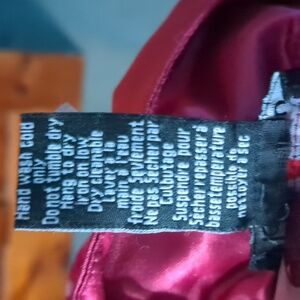 Hand wash cold
only
Do not tumble dry
Hang to dry
iron on low
Dry cleanable
Laver à la
main à l'eau
froide seulement
Ne pas sécher par
Culbutage
Suspendre pour
Sécher repasser à
basse température
possible de
nettoyer à sec